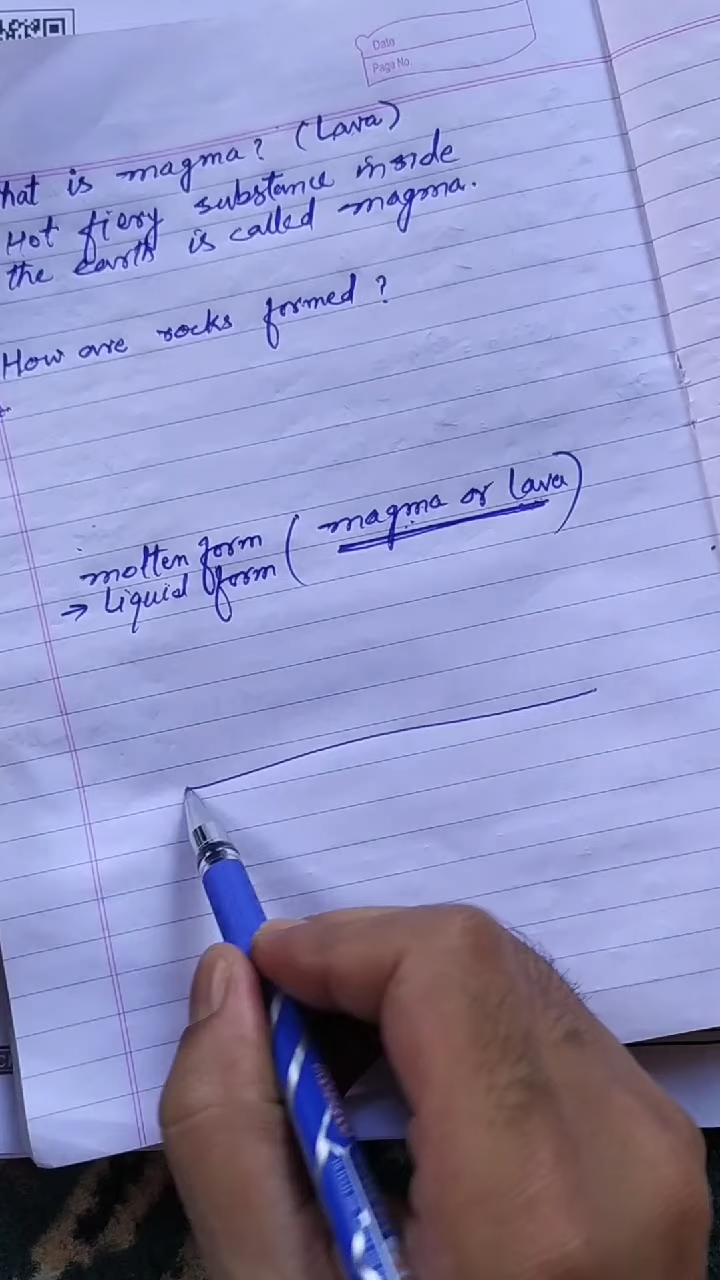 Date
Page No.
hat is magma? (Lava)
Hot fiery substance inside
the earth is called magma.
How are rocks formed?
molten form (magma or lava)
→ Liquid form